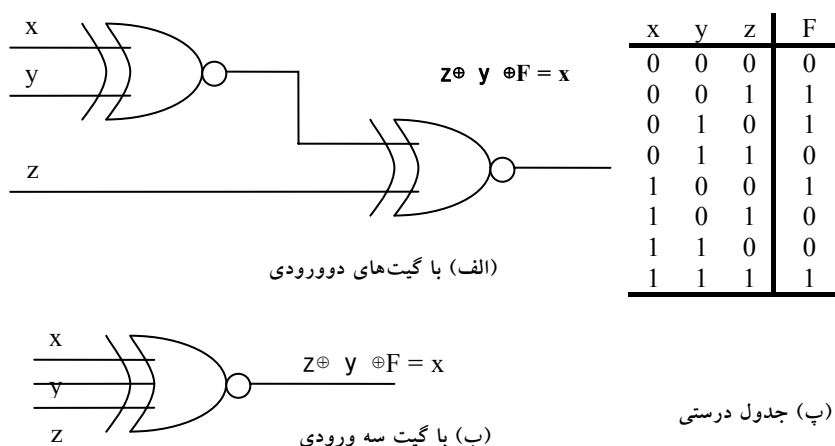 x
y
z⊕ y ⊕F = x
z
(الف) با گیت‌های دوورودی
x y z F
0 0 0 0
0 0 1 1
0 1 0 1
0 1 1 0
1 0 0 1
1 0 1 0
1 1 0 0
1 1 1 1
x
y
z
z⊕ y ⊕F = x
(ب) با گیت سه ورودی
(پ) جدول درستی